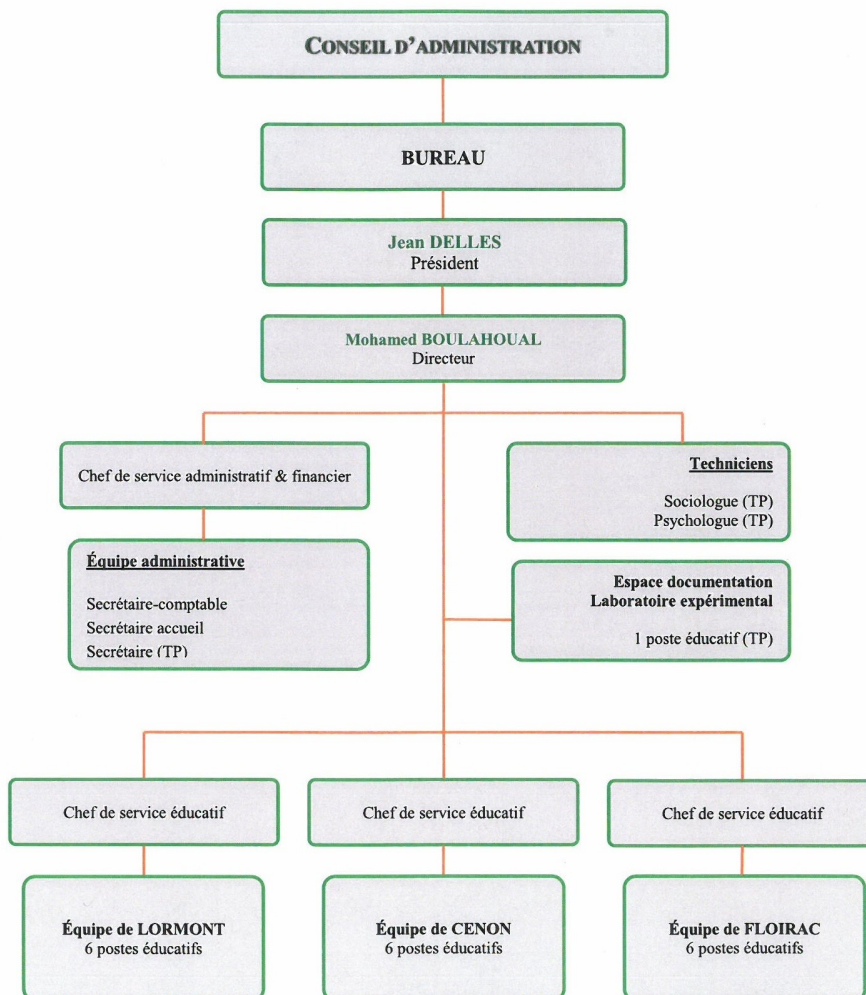 CONSEIL D'ADMINISTRATION
BUREAU
Jean DELLES
Président
Mohamed BOULAHOUAL
Directeur
Chef de service administratif & financier
Équipe administrative
Secrétaire-comptable
Secrétaire accueil
Secrétaire (TP)
Techniciens
Sociologue (TP)
Psychologue (TP)
Espace documentation
Laboratoire expérimental
1 poste éducatif (TP)
Chef de service éducatif
Chef de service éducatif
Chef de service éducatif
Équipe de LORMONT
6 postes éducatifs
Équipe de CENON
6 postes éducatifs
Équipe de FLOIRAC
6 postes éducatifs